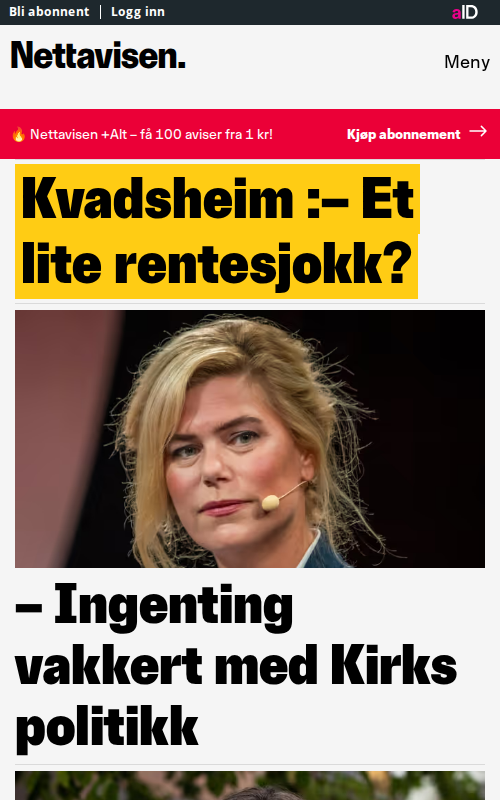 Bli abonnent | Logg inn
aID
Nettavisen.
Meny
🔥 Nettavisen +Alt – få 100 aviser fra 1 kr!
Kjøp abonnement →
Kvadsheim :– Et
lite rentesjokk?
– Ingenting
vakkert med Kirks
politikk